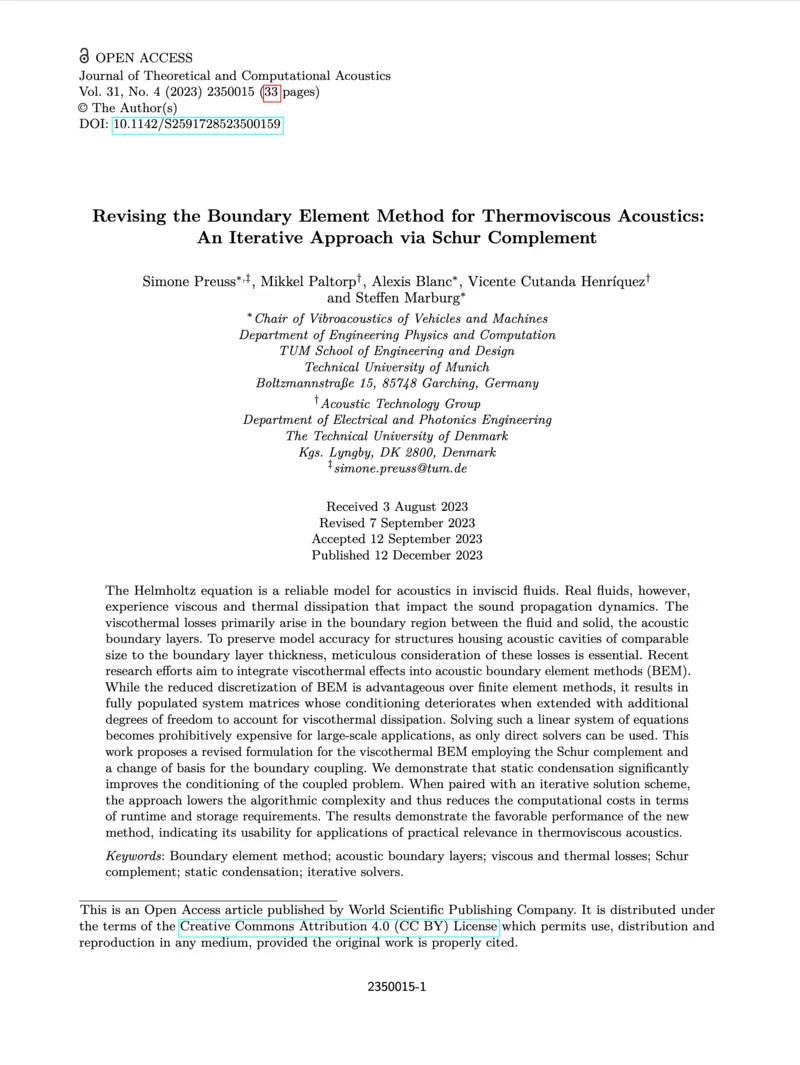 OPEN ACCESS
Journal of Theoretical and Computational Acoustics
Vol. 31, No. 4 (2023) 2350015 (33 pages)
© The Author(s)
DOI: 10.1142/S2591728523500159
Revising the Boundary Element Method for Thermoviscous Acoustics:
An Iterative Approach via Schur Complement
Simone Preuss*,‡, Mikkel Paltorp†, Alexis Blanc*, Vicente Cutanda Henríquez†
and Steffen Marburg*
*Chair of Vibroacoustics of Vehicles and Machines
Department of Engineering Physics and Computation
TUM School of Engineering and Design
Technical University of Munich
Boltzmannstraße 15, 85748 Garching, Germany
†Acoustic Technology Group
Department of Electrical and Photonics Engineering
The Technical University of Denmark
Kgs. Lyngby, DK 2800, Denmark
‡simone.preuss@tum.de
Received 3 August 2023
Revised 7 September 2023
Accepted 12 September 2023
Published 12 December 2023
The Helmholtz equation is a reliable model for acoustics in inviscid fluids. Real fluids, however,
experience viscous and thermal dissipation that impact the sound propagation dynamics. The
viscothermal losses primarily arise in the boundary region between the fluid and solid, the acoustic
boundary layers. To preserve model accuracy for structures housing acoustic cavities of comparable
size to the boundary layer thickness, meticulous consideration of these losses is essential. Recent
research efforts aim to integrate viscothermal effects into acoustic boundary element methods (BEM).
While the reduced discretization of BEM is advantageous over finite element methods, it results in
fully populated system matrices whose conditioning deteriorates when extended with additional
degrees of freedom to account for viscothermal dissipation. Solving such a linear system of equations
becomes prohibitively expensive for large-scale applications, as only direct solvers can be used. This
work proposes a revised formulation for the viscothermal BEM employing the Schur complement and
a change of basis for the boundary coupling. We demonstrate that static condensation significantly
improves the conditioning of the coupled problem. When paired with an iterative solution scheme,
the approach lowers the algorithmic complexity and thus reduces the computational costs in terms
of runtime and storage requirements. The results demonstrate the favorable performance of the new
method, indicating its usability for applications of practical relevance in thermoviscous acoustics.
Keywords: Boundary element method; acoustic boundary layers; viscous and thermal losses; Schur
complement; static condensation; iterative solvers.
This is an Open Access article published by World Scientific Publishing Company. It is distributed under
the terms of the Creative Commons Attribution 4.0 (CC BY) License which permits use, distribution and
reproduction in any medium, provided the original work is properly cited.
2350015-1